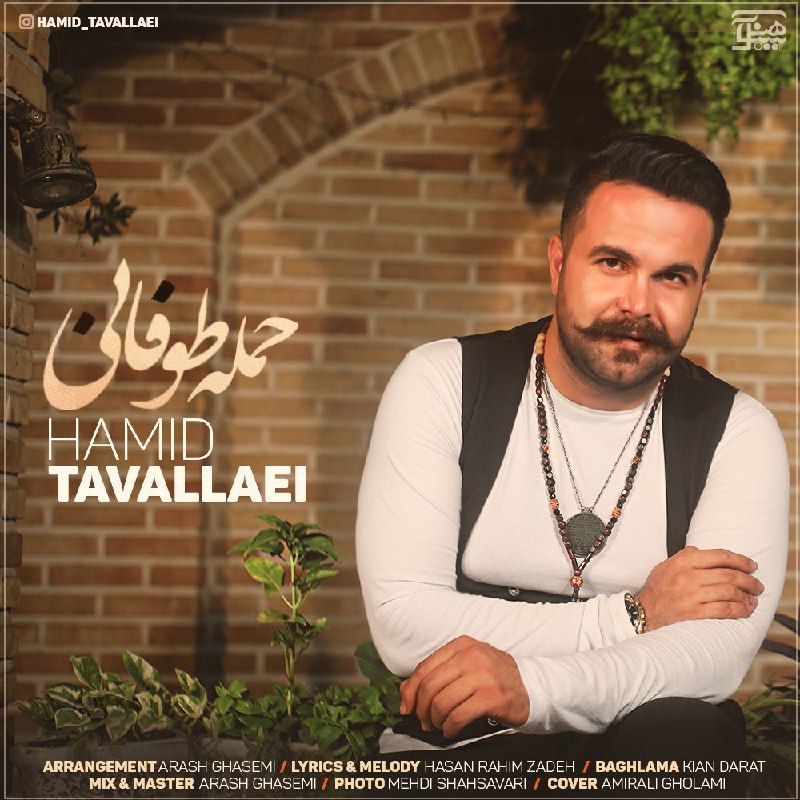 HAMID_TAVALLAEI
حمله طوفانی
HAMID
TAVALLAEI
ARRANGEMENT ARASH GHASEMI / LYRICS & MELODY HASAN RAHIM ZADEH / BAGHLAMA KIAN DARAT
MIX & MASTER ARASH GHASEMI / PHOTO MEHDI SHAHSAVARI / COVER AMIRALI GHOLAMI